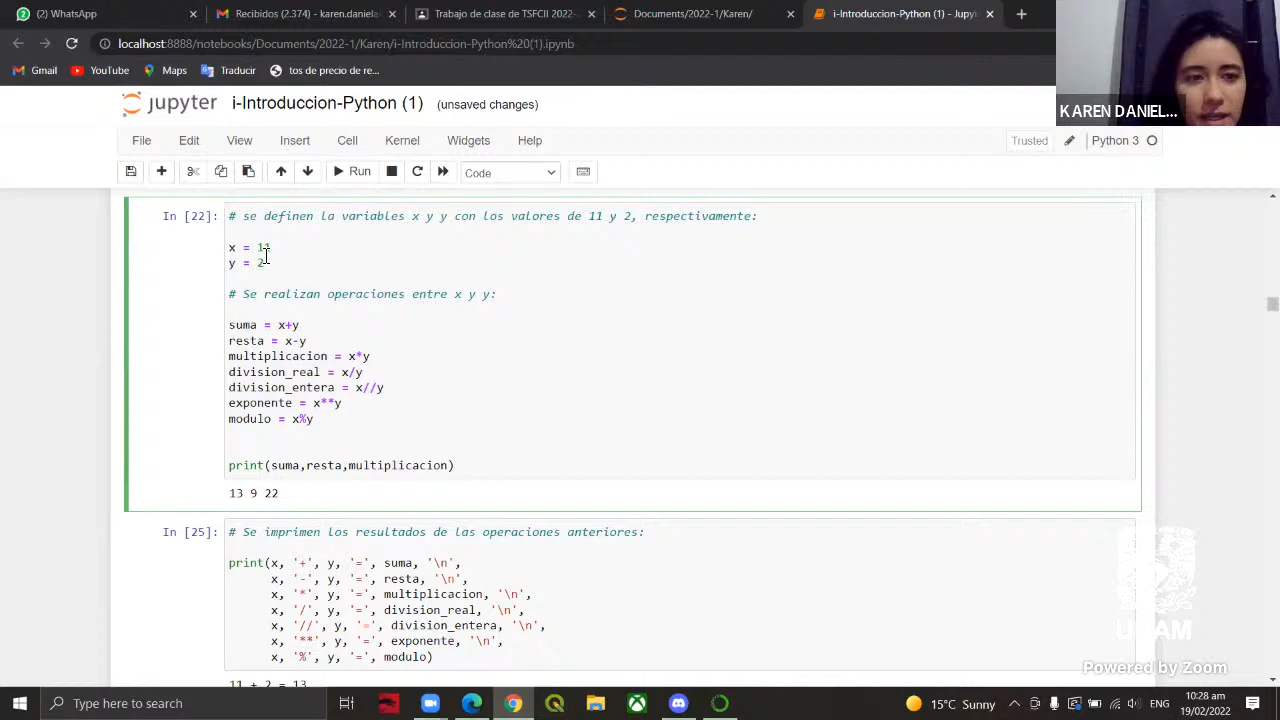 (2) WhatsApp
Recibidos (2.374) - karen.daniela
Trabajo de clase de TSFCII 2022-
Documents/2022-1/Karen/
i-Introduccion-Python (1) - Jupyt
localhost:8888/notebooks/Documents/2022-1/Karen/i-Introduccion-Python%20(1).ipynb
Gmail
YouTube
Maps
Traducir
tos de precio de re...
KAREN DANIEL...
jupyter i-Introduccion-Python (1) (unsaved changes)
File Edit View Insert Cell Kernel Widgets Help
Trusted
Python 3
Run
Code
In [22]: # se definen la variables x y y con los valores de 11 y 2, respectivamente:
x = 11
y = 2
# Se realizan operaciones entre x y y:
suma = x+y
resta = x-y
multiplicacion = x*y
division_real = x/y
division_entera = x//y
exponente = x**y
modulo = x%y
print(suma,resta,multiplicacion)
13 9 22
In [25]: # Se imprimen los resultados de las operaciones anteriores:
print(x, '+', y, '=', suma, '\n',
x, '-', y, '=', resta, '\n',
x, '*', y, '=', multiplicacion, '\n',
x, '/', y, '=', division_real, '\n',
x, '//', y, '=', division_entera, '\n',
x, '**', y, '=', exponente, '\n',
x, '%', y, '=', modulo)
11 + 2 = 13
UNAM
Powered by Zoom
Type here to search
15°C Sunny
ENG
10:28 am
19/02/2022